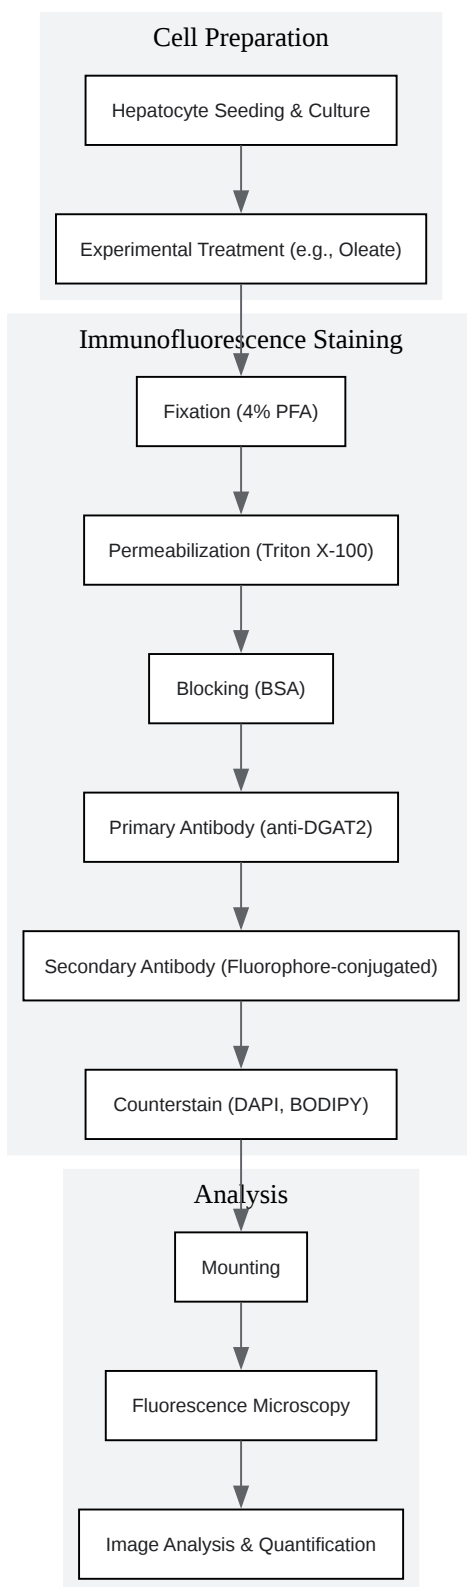 Cell Preparation
Hepatocyte Seeding & Culture
Experimental Treatment (e.g., Oleate)
Immunofluorescence Staining
Fixation (4% PFA)
Permeabilization (Triton X-100)
Blocking (BSA)
Primary Antibody (anti-DGAT2)
Secondary Antibody (Fluorophore-conjugated)
Counterstain (DAPI, BODIPY)
Analysis
Mounting
Fluorescence Microscopy
Image Analysis & Quantification